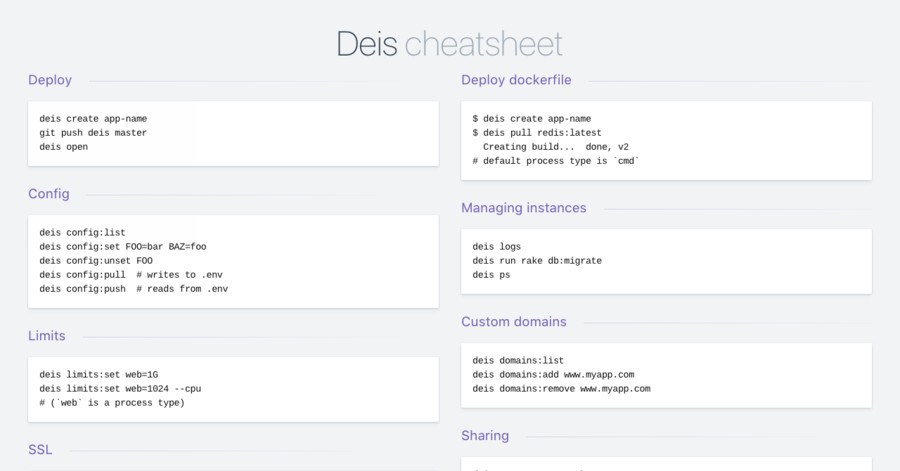 Deis cheatsheet
Deploy
deis create app-name
git push deis master
deis open
Config
deis config:list
deis config:set FOO=bar BAZ=foo
deis config:unset FOO
deis config:pull  # writes to .env
deis config:push  # reads from .env
Limits
deis limits:set web=1G
deis limits:set web=1024 --cpu
# (`web` is a process type)
SSL
Deploy dockerfile
$ deis create app-name
$ deis pull redis:latest
  Creating build...  done, v2
# default process type is `cmd`
Managing instances
deis logs
deis run rake db:migrate
deis ps
Custom domains
deis domains:list
deis domains:add www.myapp.com
deis domains:remove www.myapp.com
Sharing